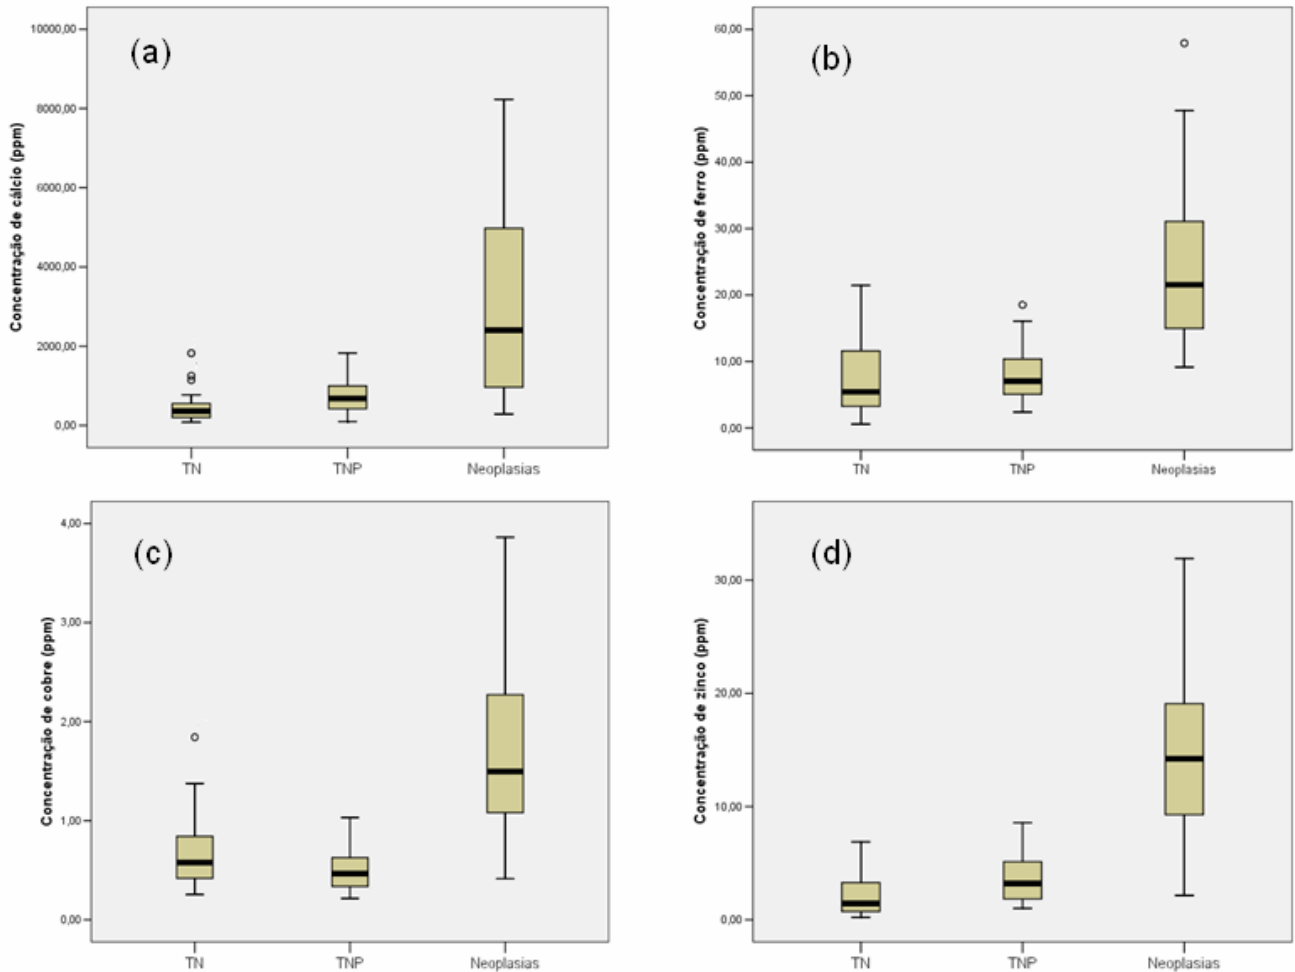 (a)
Concentração de cálcio (ppm)
10000,00
8000,00
6000,00
4000,00
2000,00
0,00
TN TNP Neoplasias
(b)
Concentração de ferro (ppm)
60,00
50,00
40,00
30,00
20,00
10,00
0,00
TN TNP Neoplasias
(c)
Concentração de cobre (ppm)
4,00
3,00
2,00
1,00
0,00
TN TNP Neoplasias
(d)
Concentração de zinco (ppm)
30,00
20,00
10,00
0,00
TN TNP Neoplasias